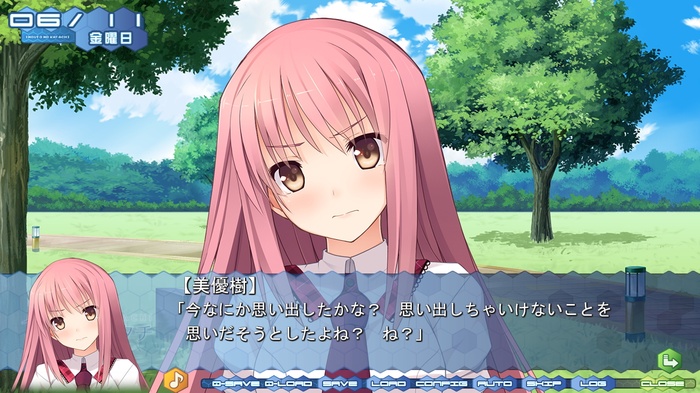 06/11
金曜日
【美優樹】
「今なにか思い出したかな？　思い出しちゃいけないことを
思いだそうとしたよね？　ね？」
Q-SAVE Q-LOAD SAVE LOAD CONFIG AUTO SKIP LOG CLOSE